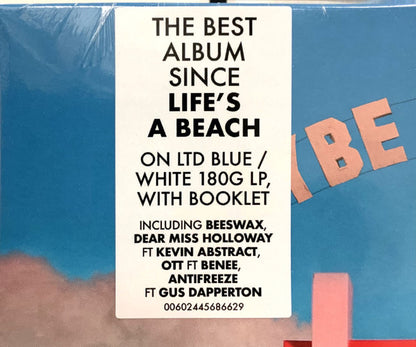 THE BEST
ALBUM
SINCE
LIFE'S
A BEACH
ON LTD BLUE /
WHITE 180G LP,
WITH BOOKLET
INCLUDING BEESWAX,
DEAR MISS HOLLOWAY
FT KEVIN ABSTRACT,
OTT FT BENEE,
ANTIFREEZE
FT GUS DAPPERTON
00602445686629
YBE